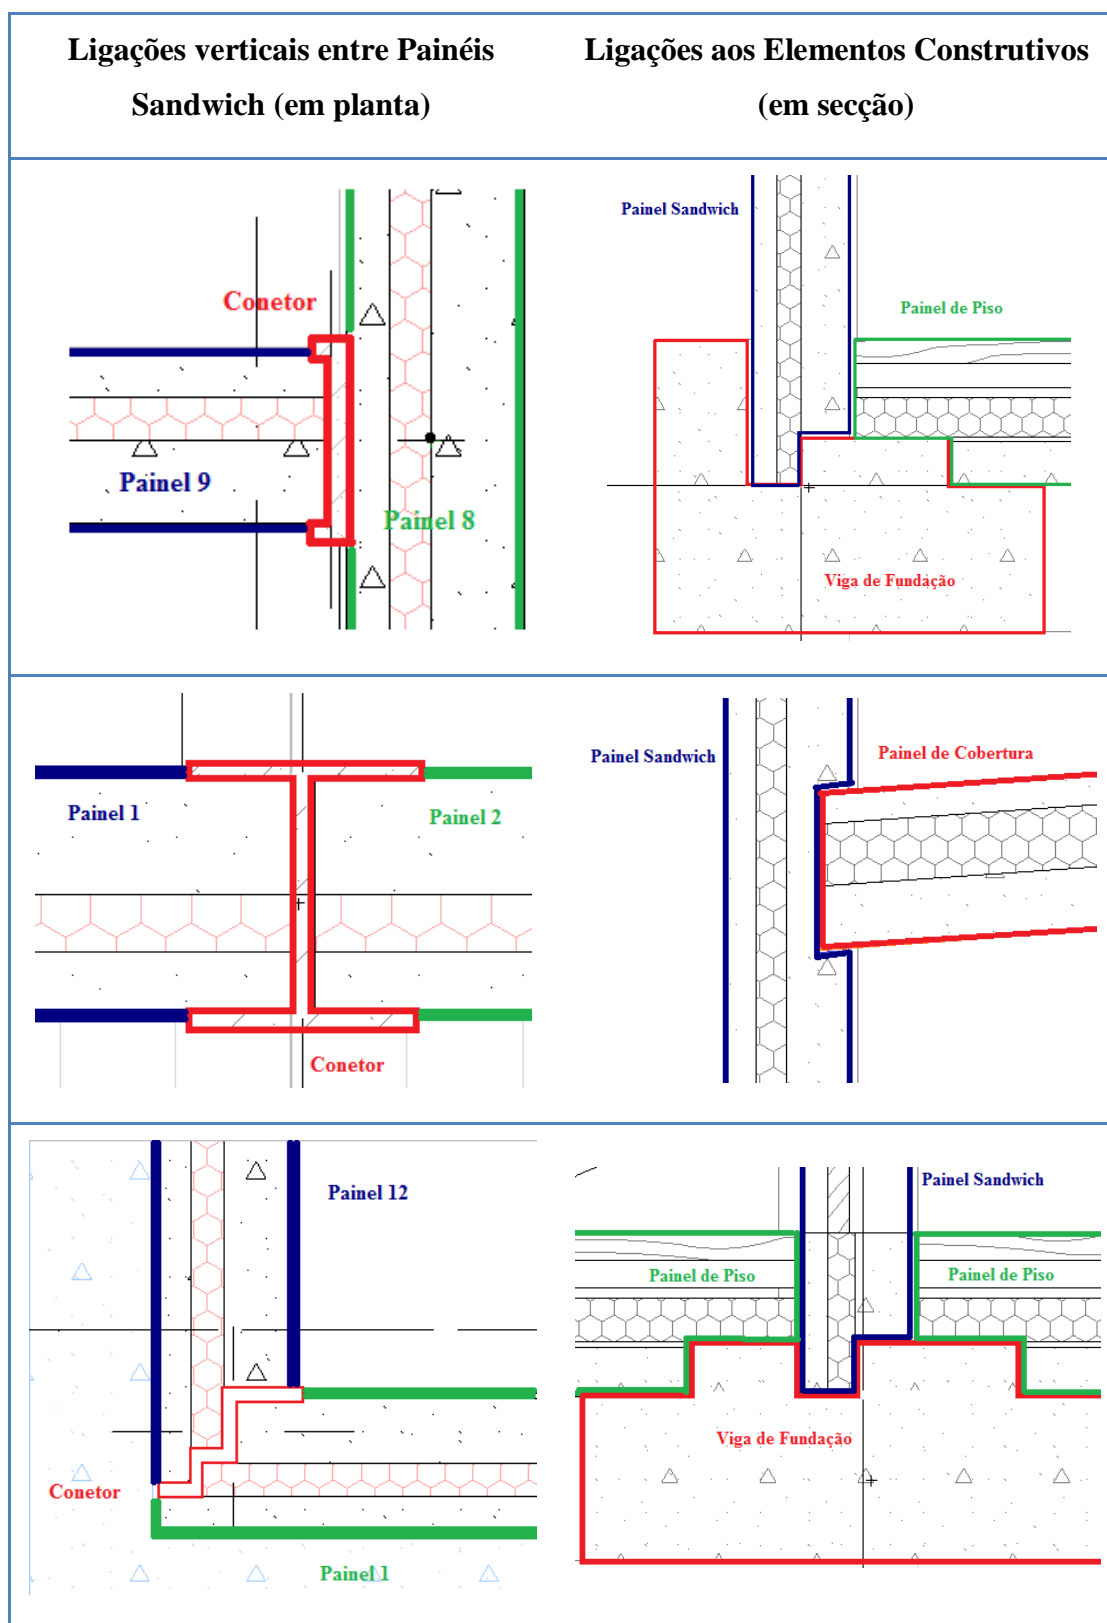 Ligações verticais entre Painéis
Sandwich (em planta)
Ligações aos Elementos Construtivos
(em secção)
Conetor
Painel 9
Painel 8
Painel Sandwich
Painel de Piso
Viga de Fundação
Painel 1
Painel 2
Conetor
Painel Sandwich
Painel de Cobertura
Painel 12
Conetor
Painel 1
Painel Sandwich
Painel de Piso
Painel de Piso
Viga de Fundação